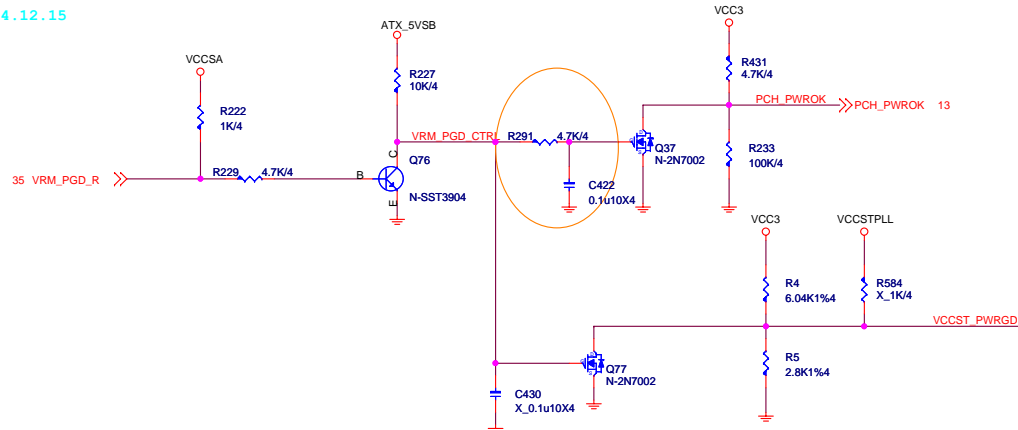 4.12.15
ATX_5VSB
VCC3
VCCSA
R227
10K/4
R431
4.7K/4
R222
1K/4
PCH_PWROK
PCH_PWROK 13
VRM_PGD_CTRL
R291
4.7K/4
C
Q76
Q37
N-2N7002
R233
100K/4
35 VRM_PGD_R
R229
4.7K/4
B
N-SST3904
E
C422
0.1u10X4
VCC3
VCCSTPLL
R4
6.04K1%4
R584
X_1K/4
VCCST_PWRGD
R5
2.8K1%4
Q77
N-2N7002
C430
X_0.1u10X4